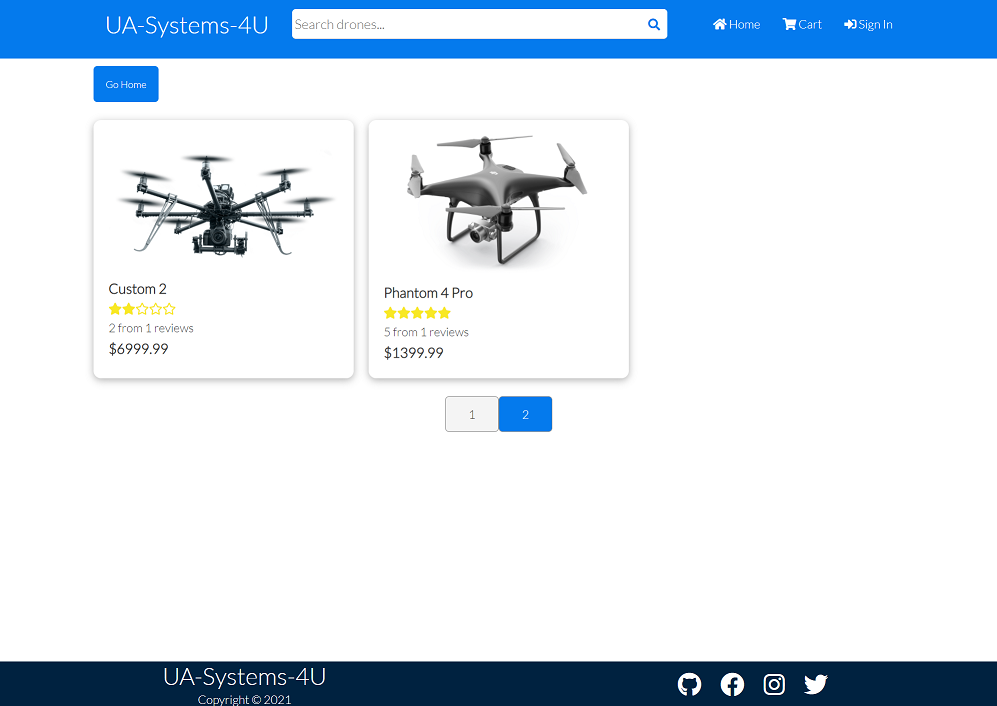 UA-Systems-4U
Search drones...
Home
Cart
Sign In
Go Home
Custom 2
2 from 1 reviews
$6999.99
Phantom 4 Pro
5 from 1 reviews
$1399.99
1
2
UA-Systems-4U
Copyright © 2021